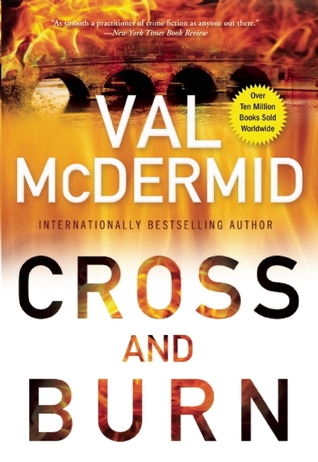 "As smooth a practitioner of crime fiction as anyone out there."
—New York Times Book Review
VAL
McDERMID
Over
Ten Million
Books Sold
Worldwide
INTERNATIONALLY BESTSELLING AUTHOR
CROSS
AND
BURN